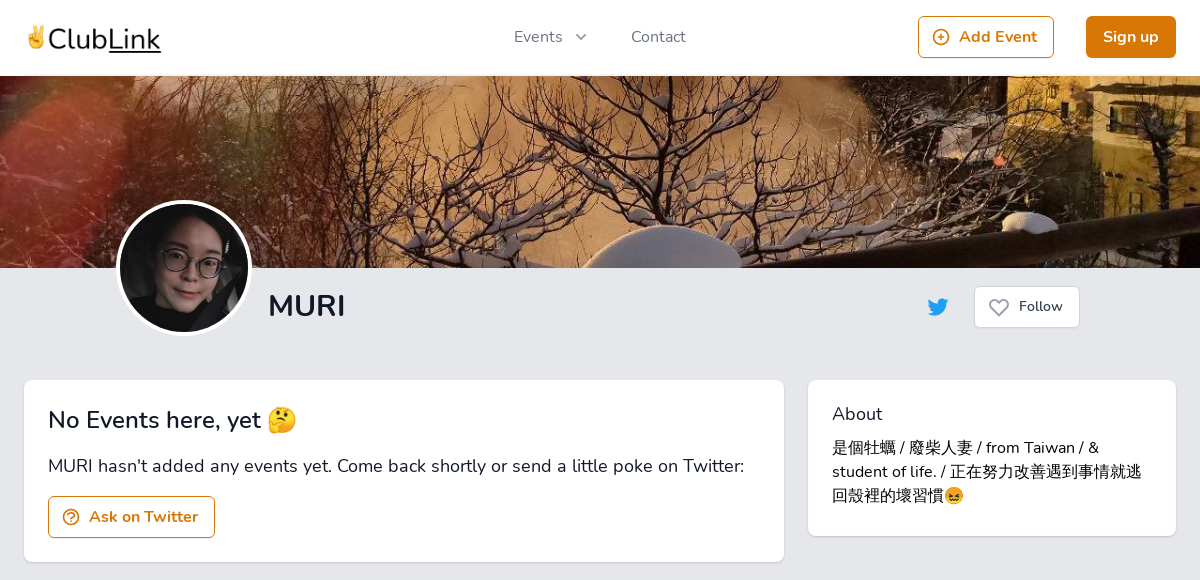 ✌️ClubLink
Events
Contact
Add Event
Sign up
MURI
Follow
No Events here, yet 🤔
MURI hasn't added any events yet. Come back shortly or send a little poke on Twitter:
Ask on Twitter
About
是個牡蠣 / 廢柴人妻 / from Taiwan / &
student of life. / 正在努力改善遇到事情就逃
回殼裡的壞習慣😖